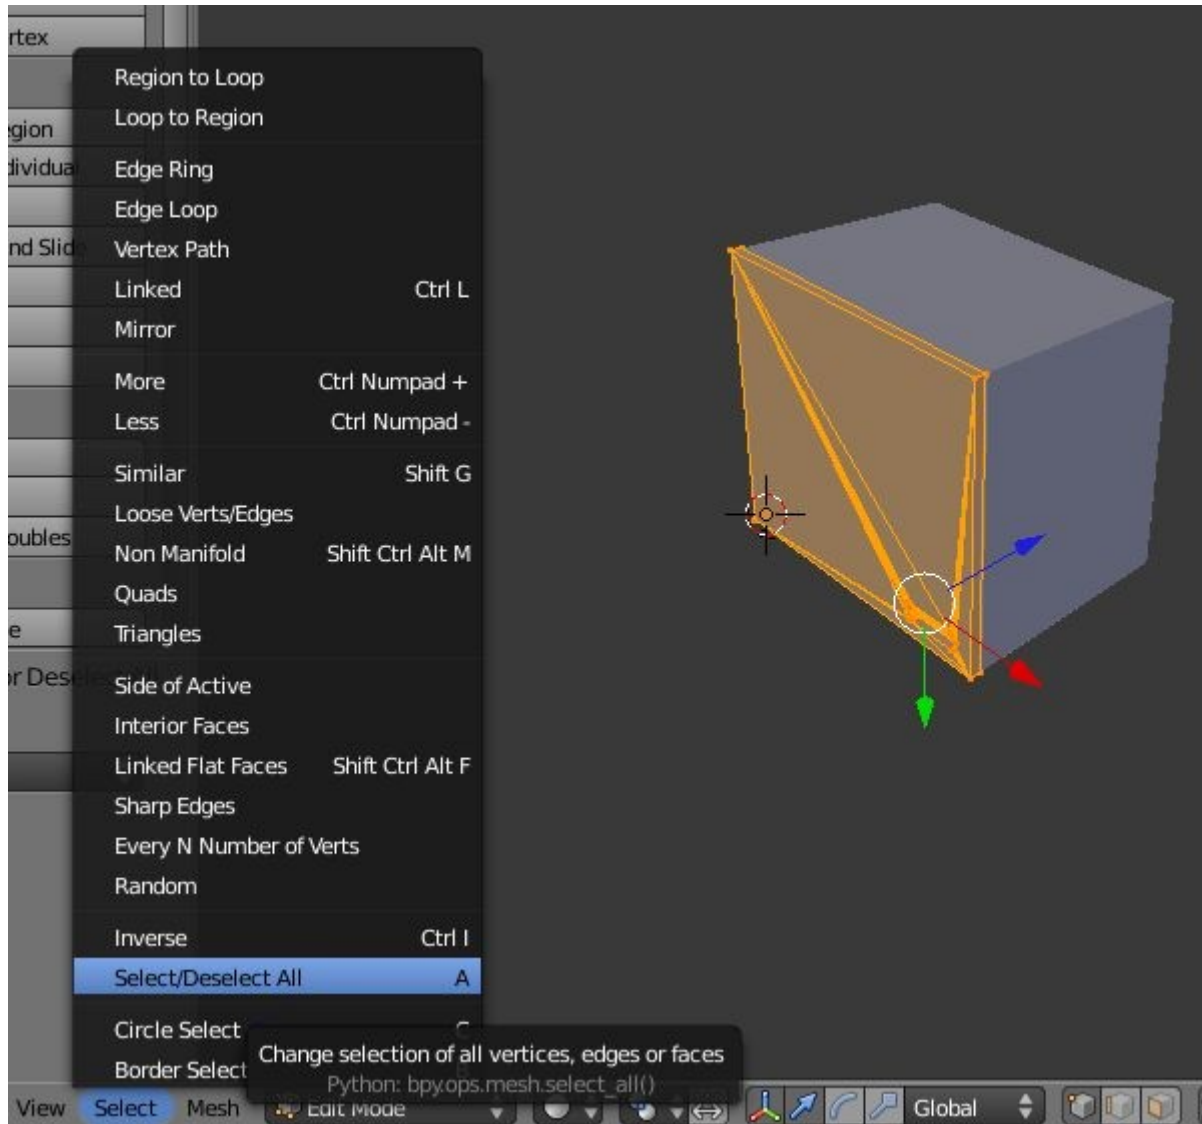 rtex
egion
dividua
nd Slid
oubles
e
or Dese
Region to Loop
Loop to Region
Edge Ring
Edge Loop
Vertex Path
Linked Ctrl L
Mirror
More Ctrl Numpad +
Less Ctrl Numpad -
Similar Shift G
Loose Verts/Edges
Non Manifold Shift Ctrl Alt M
Quads
Triangles
Side of Active
Interior Faces
Linked Flat Faces Shift Ctrl Alt F
Sharp Edges
Every N Number of Verts
Random
Inverse Ctrl I
Select/Deselect All A
Circle Select C
Border Select
Change selection of all vertices, edges or faces
Python: bpy.ops.mesh.select_all()
View Select Mesh Edit Mode Global